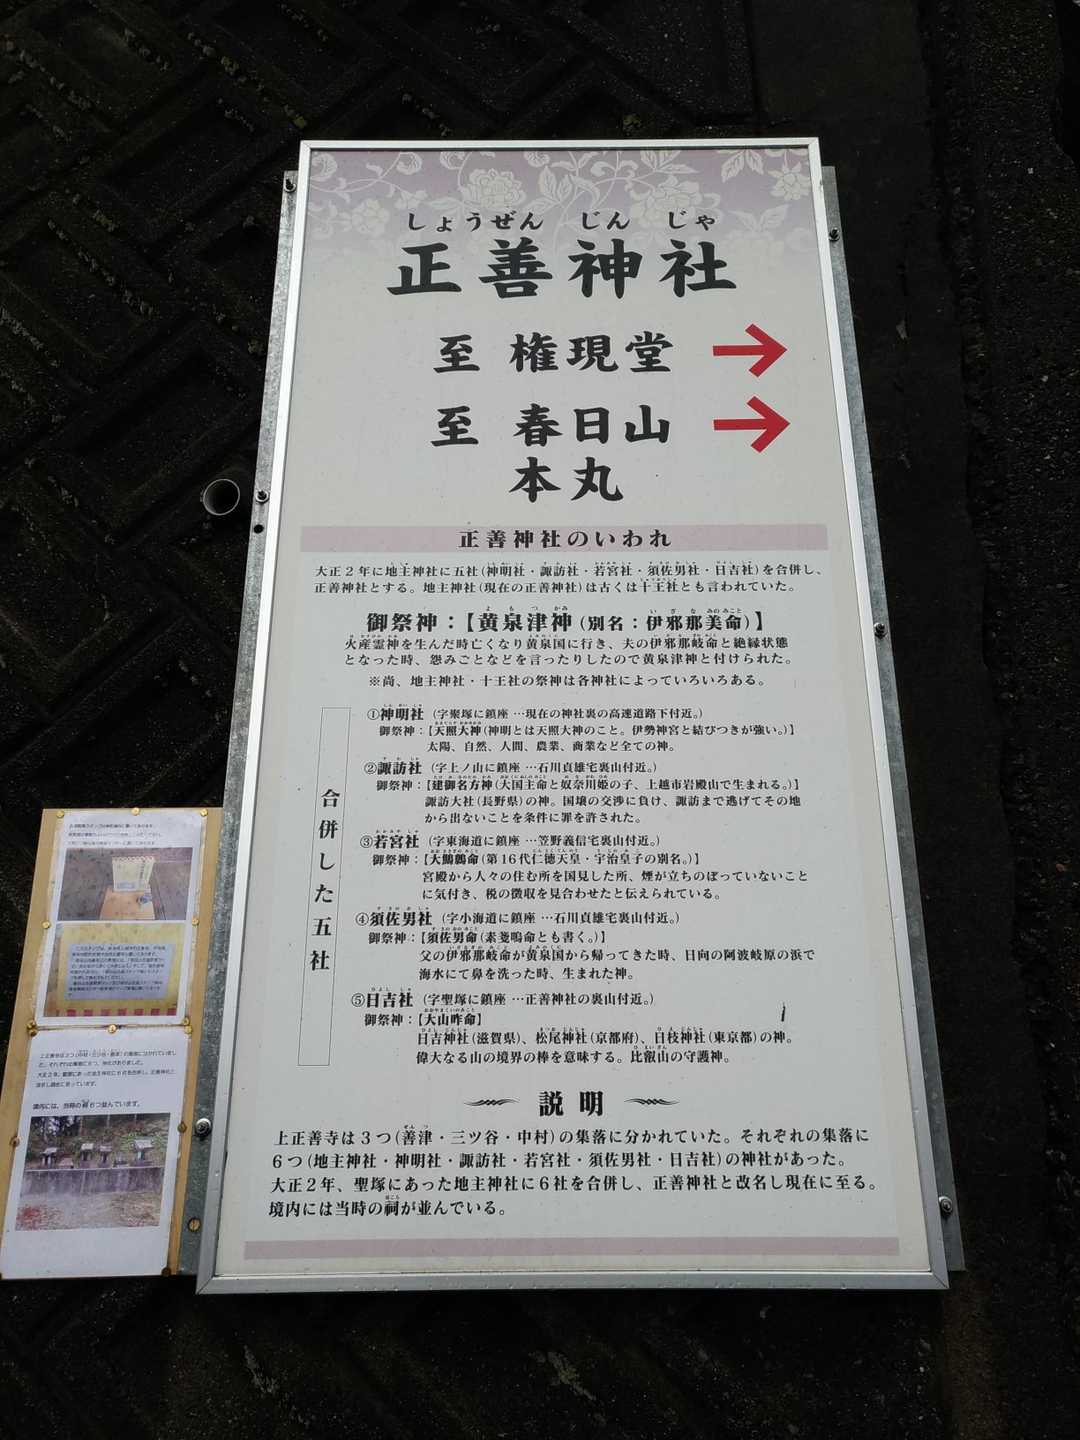 しょうぜん じん じゃ
正善神社
至 権現堂 →
至 春日山 →
本丸
正善神社のいわれ
大正2年に地主神社に五社(神明社・諏訪社・若宮社・須佐男社・日吉社)を合併し、
正善神社とする。地主神社(現在の正善神社)は古くは十王社とも言われていた。
御祭神：【黄泉津神(別名：伊邪那美命)】
火産霊神を生んだ時亡くなり黄泉国に行き、夫の伊邪那岐命と絶縁状態
となった時、怨みごとなどを言ったりしたので黄泉津神と付けられた。
※尚、地主神社・十王社の祭神は各神社によっていろいろある。
合併した五社
①神明社(字聚塚に鎮座…現在の神社裏の高速道路下付近。)
御祭神：【天照大神(神明とは天照大神のこと。伊勢神宮と結びつきが強い。)】
太陽、自然、人間、農業、商業など全ての神。
②諏訪社(字上ノ山に鎮座…石川貞雄宅裏山付近。)
御祭神：【建御名方神(大国主命と奴奈川姫の子、上越市岩殿山で生まれる。)】
諏訪大社(長野県)の神。国壌の交渉に負け、諏訪まで逃げてその地
から出ないことを条件に罪を許された。
③若宮社(字東海道に鎮座…笠野義信宅裏山付近。)
御祭神：【大鷦鷯命(第16代仁徳天皇・宇治皇子の別名。)】
宮殿から人々の住む所を国見した所、煙が立ちのぼっていないこと
に気付き、税の徴収を見合わせたと伝えられている。
④須佐男社(字小海道に鎮座…石川貞雄宅裏山付近。)
御祭神：【須佐男命(素戔嗚命とも書く。)】
父の伊邪那岐命が黄泉国から帰ってきた時、日向の阿波岐原の浜で
海水にて鼻を洗った時、生まれた神。
⑤日吉社(字聖塚に鎮座…正善神社の裏山付近。)
御祭神：【大山咋命】
日吉神社(滋賀県)、松尾神社(京都府)、日枝神社(東京都)の神。
偉大なる山の境界の棒を意味する。比叡山の守護神。
説明
上正善寺は3つ(善津・三ツ谷・中村)の集落に分かれていた。それぞれの集落に
6つ(地主神社・神明社・諏訪社・若宮社・須佐男社・日吉社)の神社があった。
大正2年、聖塚にあった地主神社に6社を合併し、正善神社と改名し現在に至る。
境内には当時の祠が並んでいる。
境内には、当時の祠6つ並んでいます。